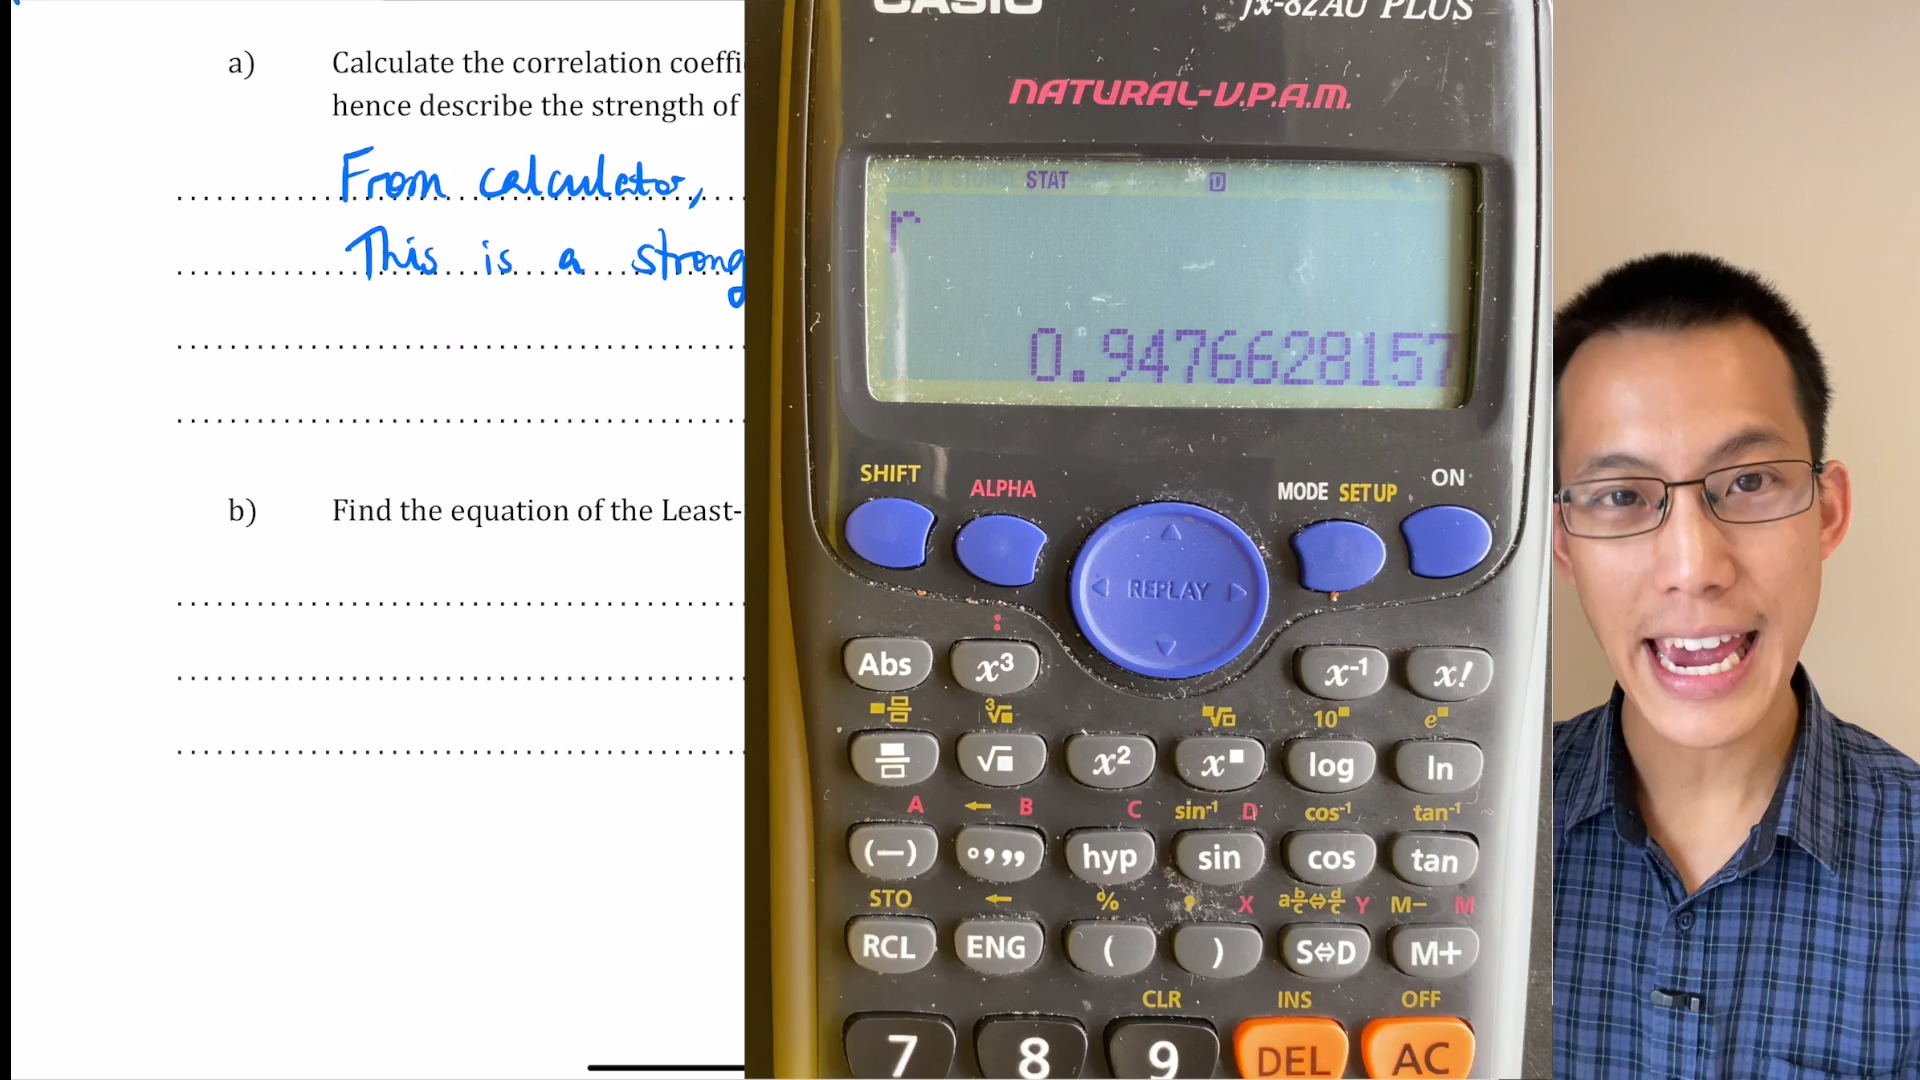 a) Calculate the correlation coeffi
hence describe the strength of
From calculator,
This is a strong
b) Find the equation of the Least-
CASIO fx-82AU PLUS
NATURAL-V.P.A.M.
STAT D
r
0.9476628157
SHIFT ALPHA MODE SETUP ON
REPLAY
:
Abs x³ x⁻¹ x!
³√■ ■√□ 10■ e■
√■ x² x■ log ln
A ← B C sin⁻¹ D cos⁻¹ tan⁻¹
(−) °,,, hyp sin cos tan
STO ← % , X a b/c⇔d/c Y M− M
RCL ENG ( ) S⇔D M+
CLR INS OFF
7 8 9 DEL AC